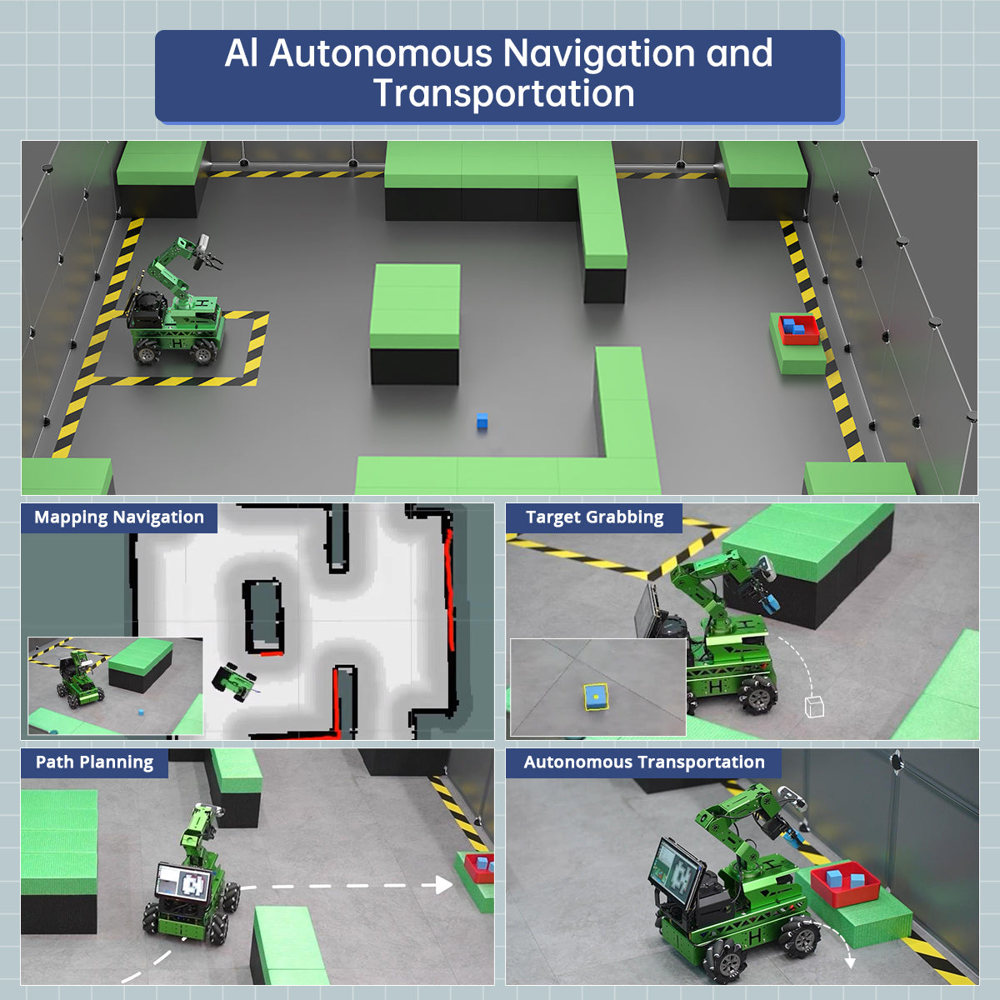 AI Autonomous Navigation and
Transportation
H
H
Mapping Navigation
Target Grabbing
H
H
Path Planning
Autonomous Transportation
H
H